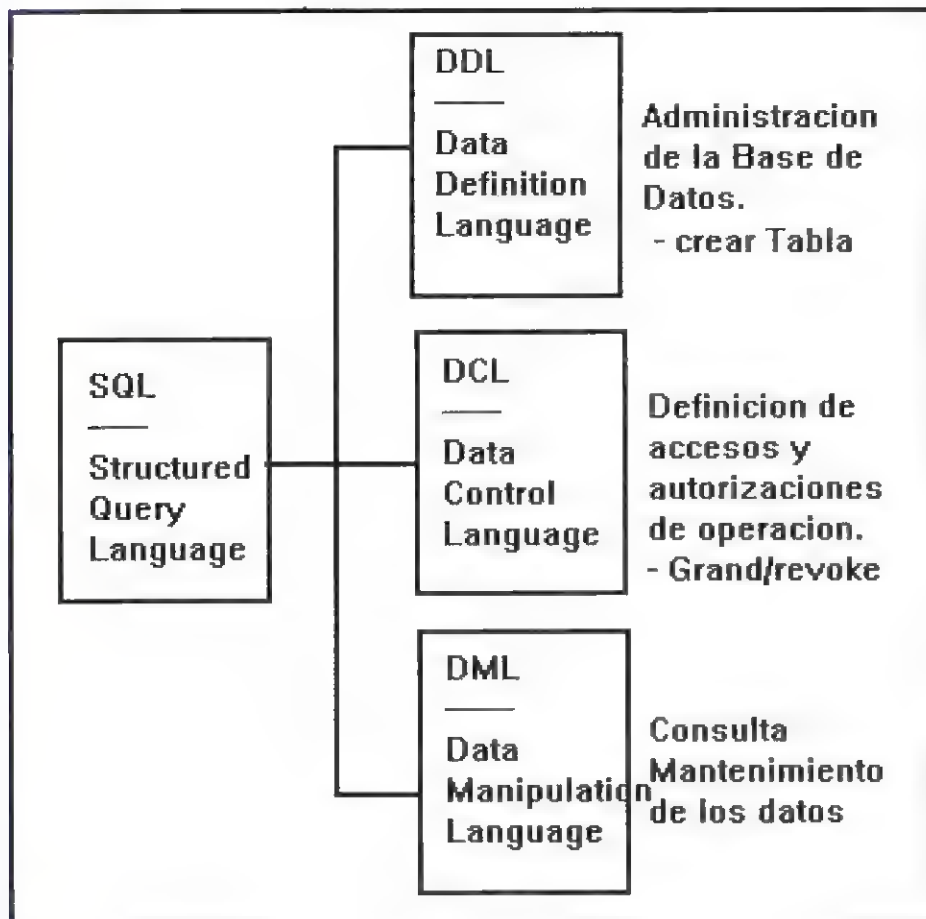 DDL
Data
Definition
Language
Administracion
de la Base de
Datos.
- crear Tabla
SQL
Structured
Query
Language
DCL
Data
Control
Language
Definicion de
accesos y
autorizaciones
de operacion.
- Grand/revoke
DML
Data
Manipulation
Language
Consulta
Mantenimiento
de los datos